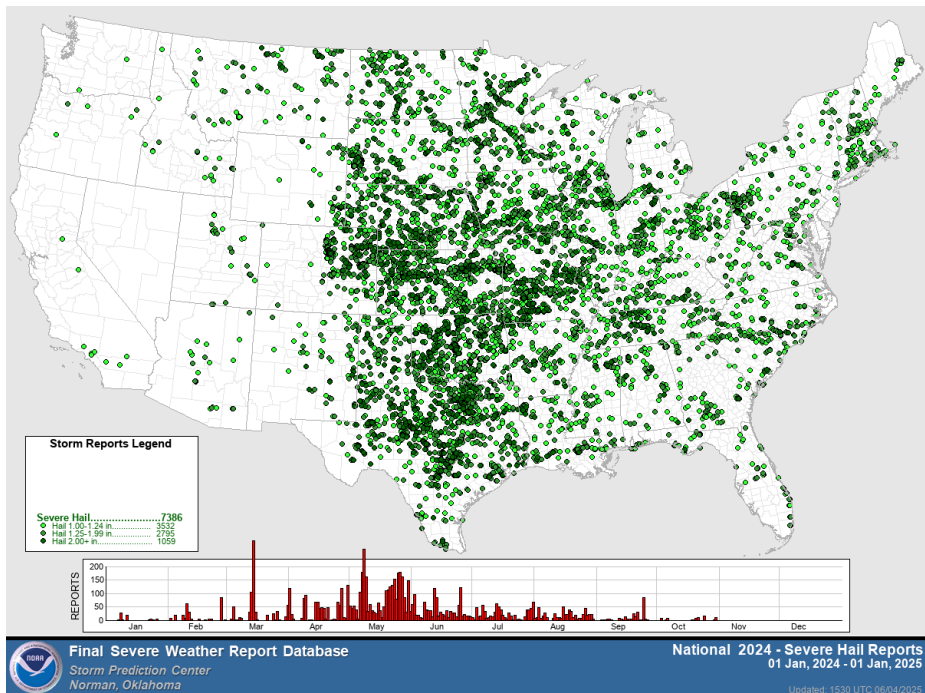 Storm Reports Legend
Severe Hail.......................7386
Hail 1.00-1.24 in............... 3532
Hail 1.25-1.99 in............... 2795
Hail 2.00+ in..................... 1059
REPORTS
200
150
100
50
0
Jan Feb Mar Apr May Jun Jul Aug Sep Oct Nov Dec
NOAA
Final Severe Weather Report Database
Storm Prediction Center
Norman, Oklahoma
National 2024 - Severe Hail Reports
01 Jan, 2024 - 01 Jan, 2025
Updated: 1530 UTC 06/04/2025